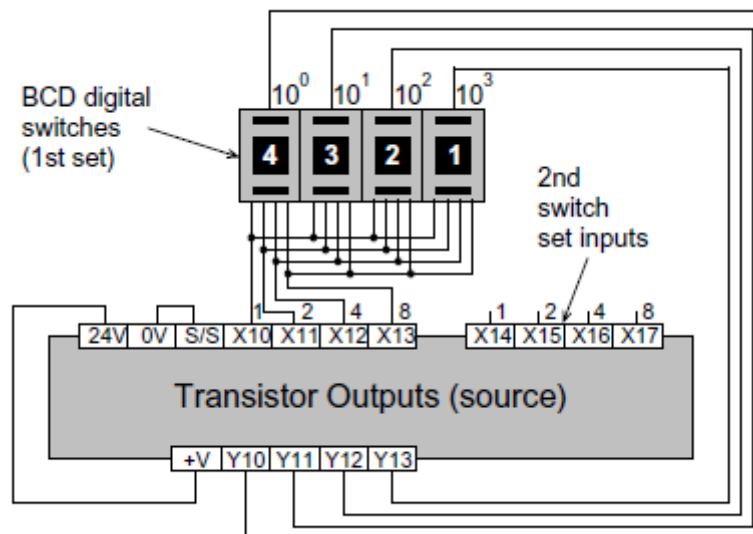 10⁰ 10¹ 10² 10³
BCD digital
switches
(1st set)
4 3 2 1
2nd
switch
set inputs
1 2 4 8 1 2 4 8
24V 0V S/S X10 X11 X12 X13 X14 X15 X16 X17
Transistor Outputs (source)
+V Y10 Y11 Y12 Y13